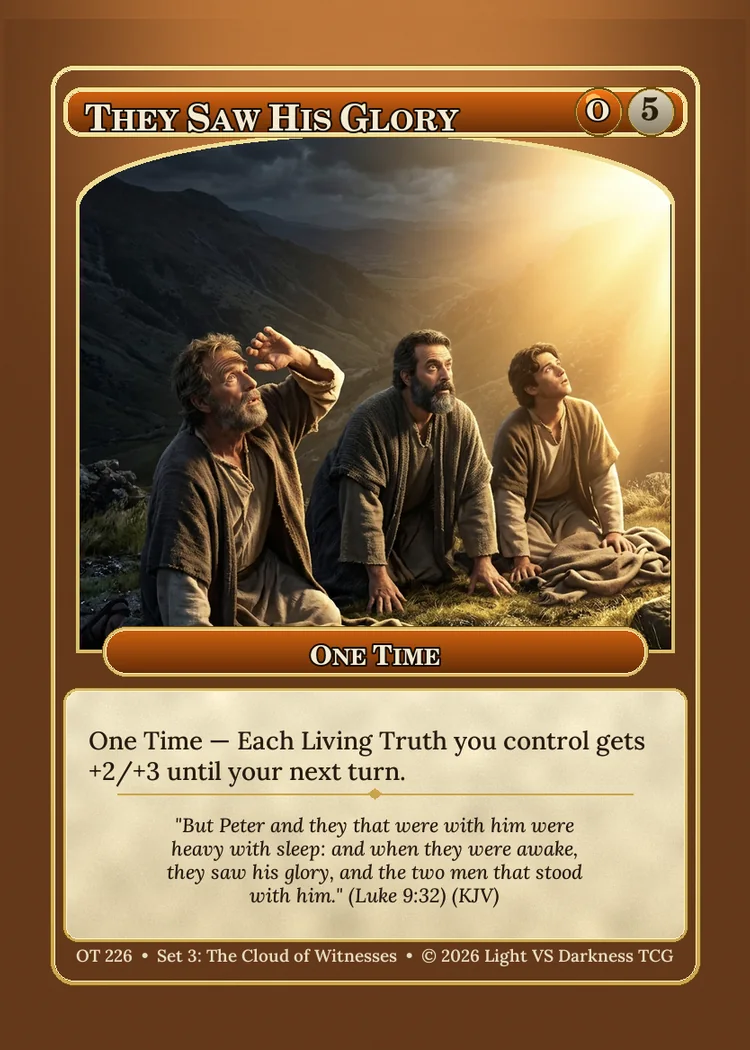 They Saw His Glory O 5
One Time
One Time — Each Living Truth you control gets
+2/+3 until your next turn.
"But Peter and they that were with him were
heavy with sleep: and when they were awake,
they saw his glory, and the two men that stood
with him." (Luke 9:32) (KJV)
OT 226 • Set 3: The Cloud of Witnesses • © 2026 Light VS Darkness TCG